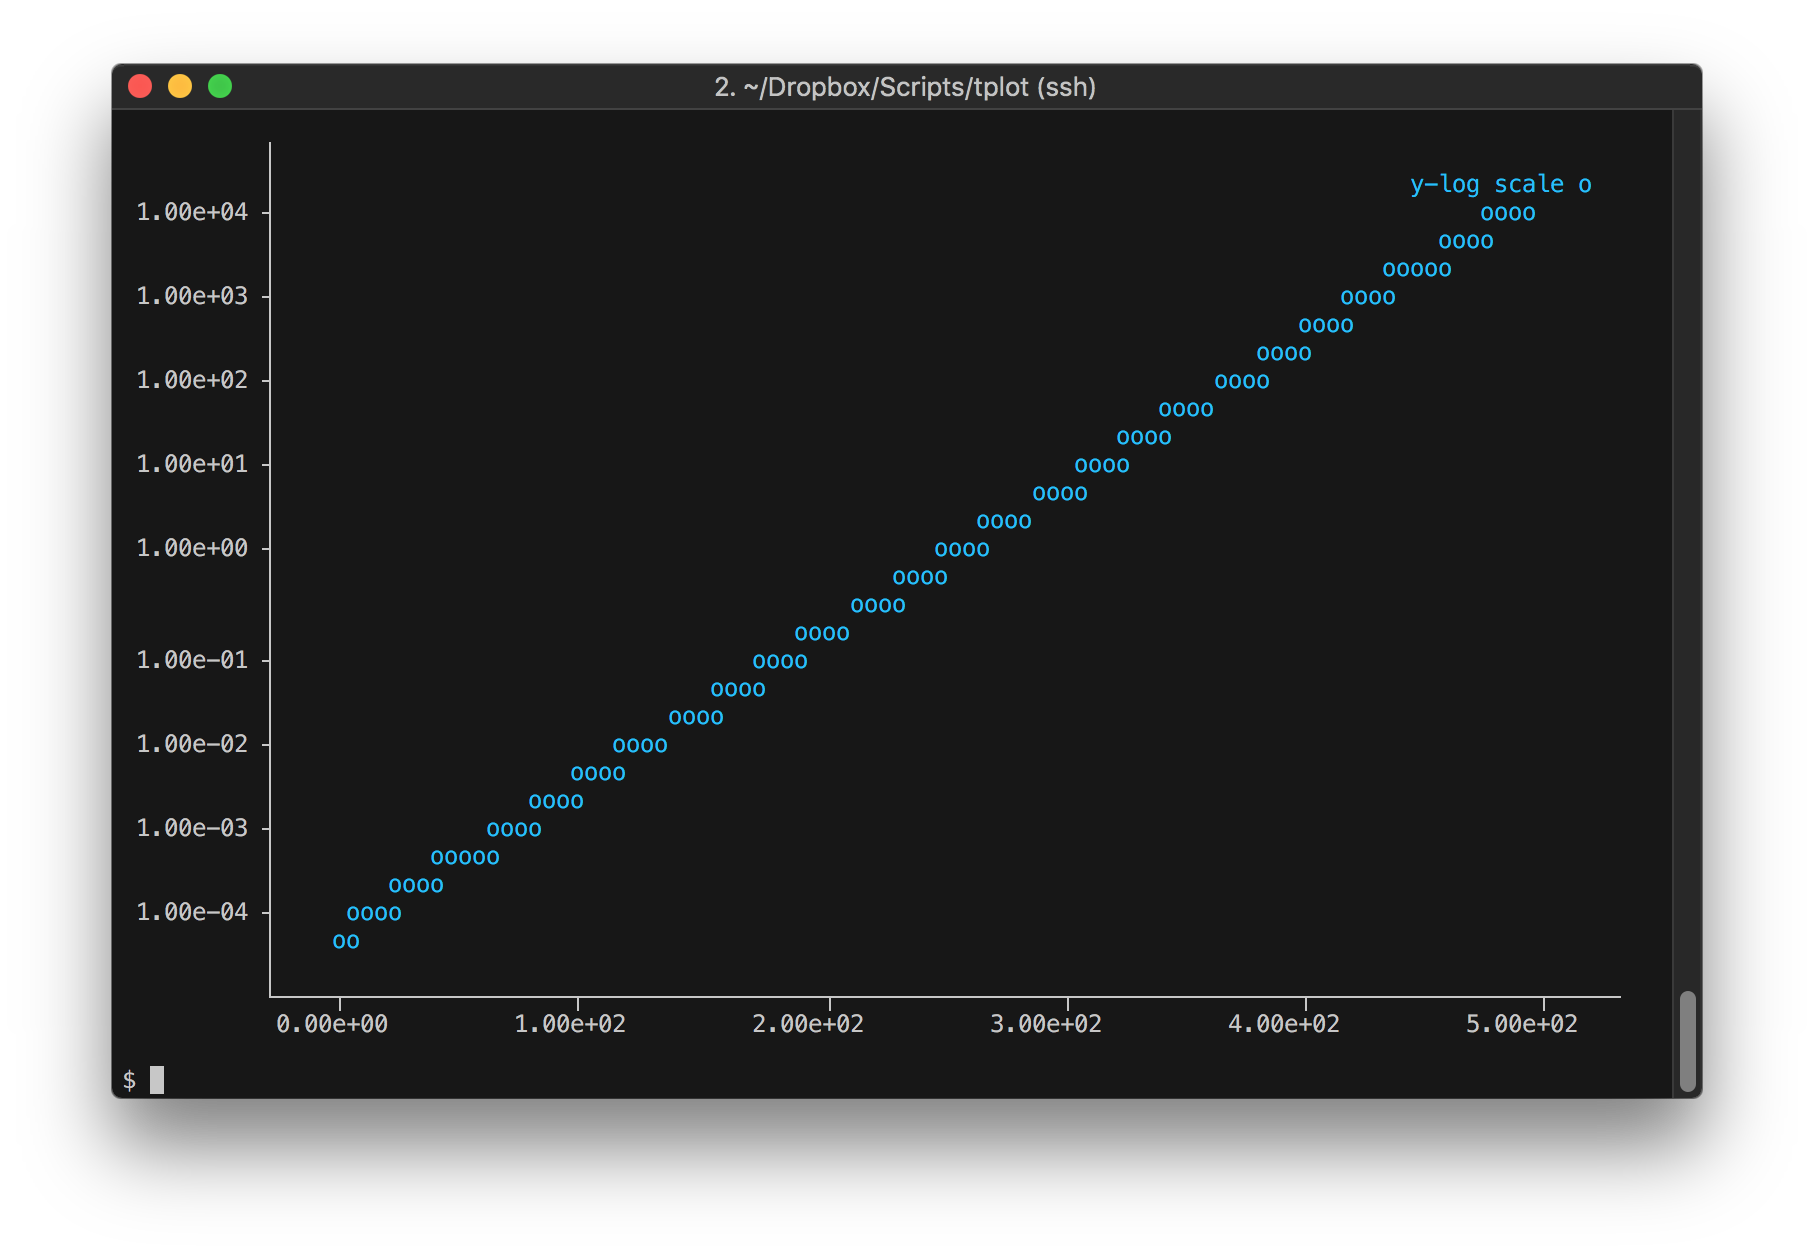 2. ~/Dropbox/Scripts/tplot (ssh)
y-log scale o
1.00e+04 oooo
oooo
ooooo
1.00e+03 oooo
oooo
oooo
1.00e+02 oooo
oooo
oooo
1.00e+01 oooo
oooo
oooo
1.00e+00 oooo
oooo
oooo
oooo
1.00e-01 oooo
oooo
oooo
1.00e-02 oooo
oooo
oooo
1.00e-03 oooo
ooooo
oooo
1.00e-04 oooo
oo
0.00e+00 1.00e+02 2.00e+02 3.00e+02 4.00e+02 5.00e+02
$